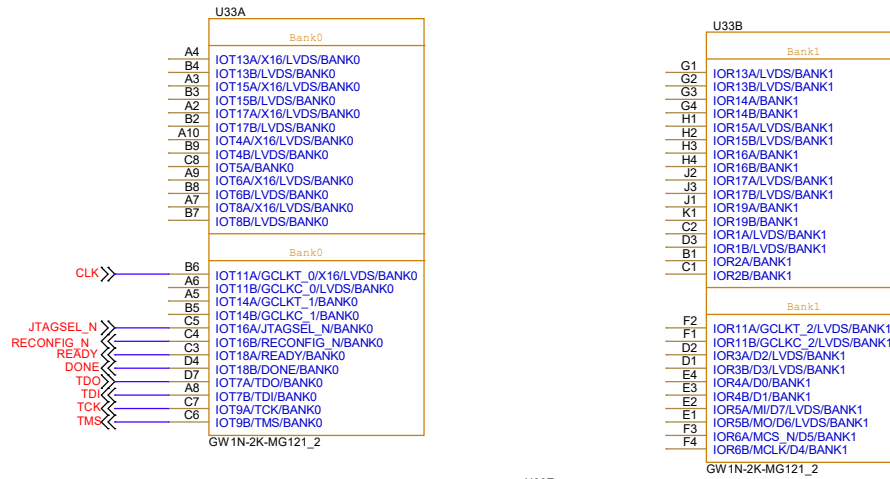 U33A
Bank0
A4 IOT13A/X16/LVDS/BANK0
B4 IOT13B/LVDS/BANK0
A3 IOT15A/X16/LVDS/BANK0
B3 IOT15B/LVDS/BANK0
A2 IOT17A/X16/LVDS/BANK0
B2 IOT17B/LVDS/BANK0
A10 IOT4A/X16/LVDS/BANK0
B9 IOT4B/LVDS/BANK0
C8 IOT5A/BANK0
A9 IOT6A/X16/LVDS/BANK0
B8 IOT6B/LVDS/BANK0
A7 IOT8A/X16/LVDS/BANK0
B7 IOT8B/LVDS/BANK0
Bank0
CLK B6 IOT11A/GCLKT_0/X16/LVDS/BANK0
A6 IOT11B/GCLKC_0/LVDS/BANK0
A5 IOT14A/GCLKT_1/BANK0
B5 IOT14B/GCLKC_1/BANK0
JTAGSEL_N C5 IOT16A/JTAGSEL_N/BANK0
RECONFIG_N C4 IOT16B/RECONFIG_N/BANK0
READY C3 IOT18A/READY/BANK0
DONE D4 IOT18B/DONE/BANK0
TDO D7 IOT7A/TDO/BANK0
TDI A8 IOT7B/TDI/BANK0
TCK C7 IOT9A/TCK/BANK0
TMS C6 IOT9B/TMS/BANK0
GW1N-2K-MG121_2
U33B
Bank1
G1 IOR13A/LVDS/BANK1
G2 IOR13B/LVDS/BANK1
G3 IOR14A/BANK1
G4 IOR14B/BANK1
H1 IOR15A/LVDS/BANK1
H2 IOR15B/LVDS/BANK1
H3 IOR16A/BANK1
H4 IOR16B/BANK1
J2 IOR17A/LVDS/BANK1
J3 IOR17B/LVDS/BANK1
J1 IOR19A/BANK1
K1 IOR19B/BANK1
C2 IOR1A/LVDS/BANK1
D3 IOR1B/LVDS/BANK1
B1 IOR2A/BANK1
C1 IOR2B/BANK1
Bank1
F2 IOR11A/GCLKT_2/LVDS/BANK1
F1 IOR11B/GCLKC_2/LVDS/BANK1
D2 IOR3A/D2/LVDS/BANK1
D1 IOR3B/D3/LVDS/BANK1
E4 IOR4A/D0/BANK1
E3 IOR4B/D1/BANK1
E2 IOR5A/MI/D7/LVDS/BANK1
E1 IOR5B/MO/D6/LVDS/BANK1
F3 IOR6A/MCS_N/D5/BANK1
F4 IOR6B/MCLK/D4/BANK1
GW1N-2K-MG121_2